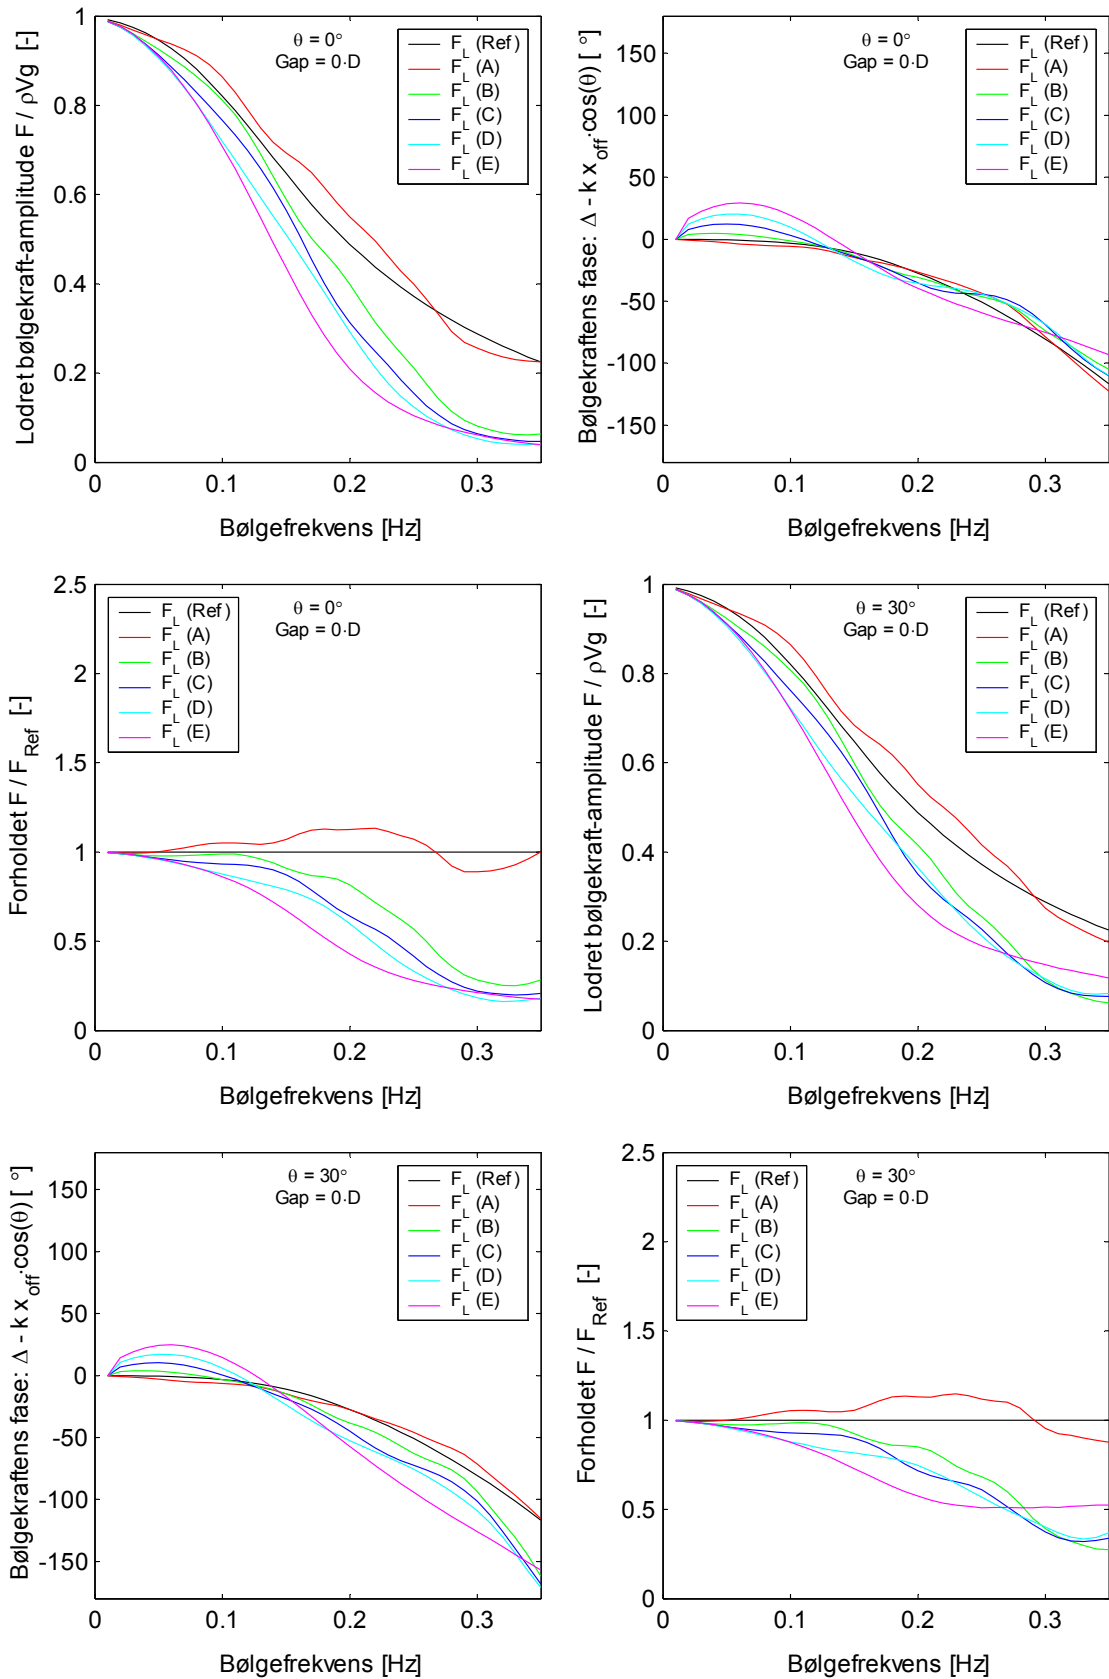 Lodret bølgekraft-amplitude F / ρVg [-]
1
0.8
0.6
0.4
0.2
0
θ = 0°
Gap = 0·D
F_L (Ref)
F_L (A)
F_L (B)
F_L (C)
F_L (D)
F_L (E)
0 0.1 0.2 0.3
Bølgefrekvens [Hz]
Bølgekraftens fase: Δ - k x_off·cos(θ) [ °]
150
100
50
0
-50
-100
-150
θ = 0°
Gap = 0·D
F_L (Ref)
F_L (A)
F_L (B)
F_L (C)
F_L (D)
F_L (E)
0 0.1 0.2 0.3
Bølgefrekvens [Hz]
Forholdet F / F_Ref [-]
2.5
2
1.5
1
0.5
0
F_L (Ref)
F_L (A)
F_L (B)
F_L (C)
F_L (D)
F_L (E)
θ = 0°
Gap = 0·D
0 0.1 0.2 0.3
Bølgefrekvens [Hz]
Lodret bølgekraft-amplitude F / ρVg [-]
1
0.8
0.6
0.4
0.2
0
θ = 30°
Gap = 0·D
F_L (Ref)
F_L (A)
F_L (B)
F_L (C)
F_L (D)
F_L (E)
0 0.1 0.2 0.3
Bølgefrekvens [Hz]
Bølgekraftens fase: Δ - k x_off·cos(θ) [ °]
150
100
50
0
-50
-100
-150
θ = 30°
Gap = 0·D
F_L (Ref)
F_L (A)
F_L (B)
F_L (C)
F_L (D)
F_L (E)
0 0.1 0.2 0.3
Bølgefrekvens [Hz]
Forholdet F / F_Ref [-]
2.5
2
1.5
1
0.5
0
F_L (Ref)
F_L (A)
F_L (B)
F_L (C)
F_L (D)
F_L (E)
θ = 30°
Gap = 0·D
0 0.1 0.2 0.3
Bølgefrekvens [Hz]